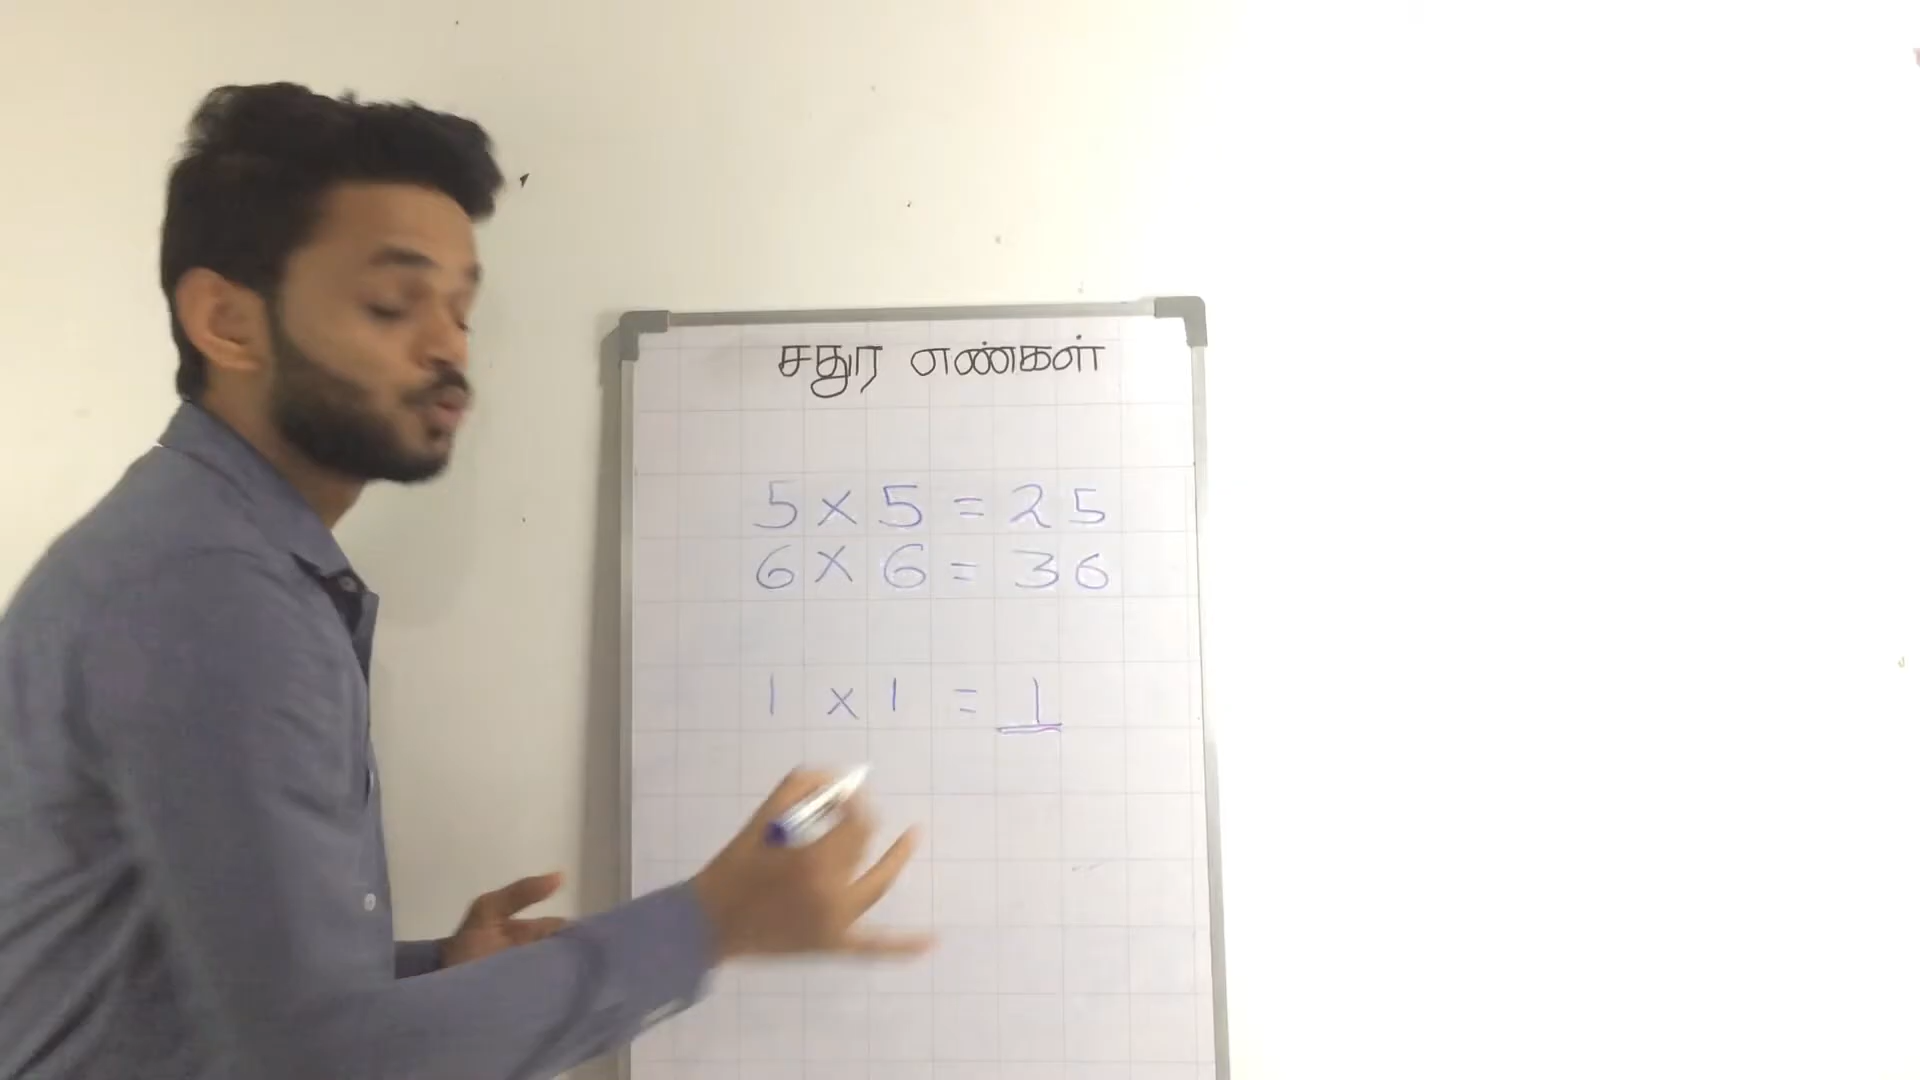 சதுர எண்கள்
5 × 5 = 25
6 × 6 = 36
1 × 1 = 1